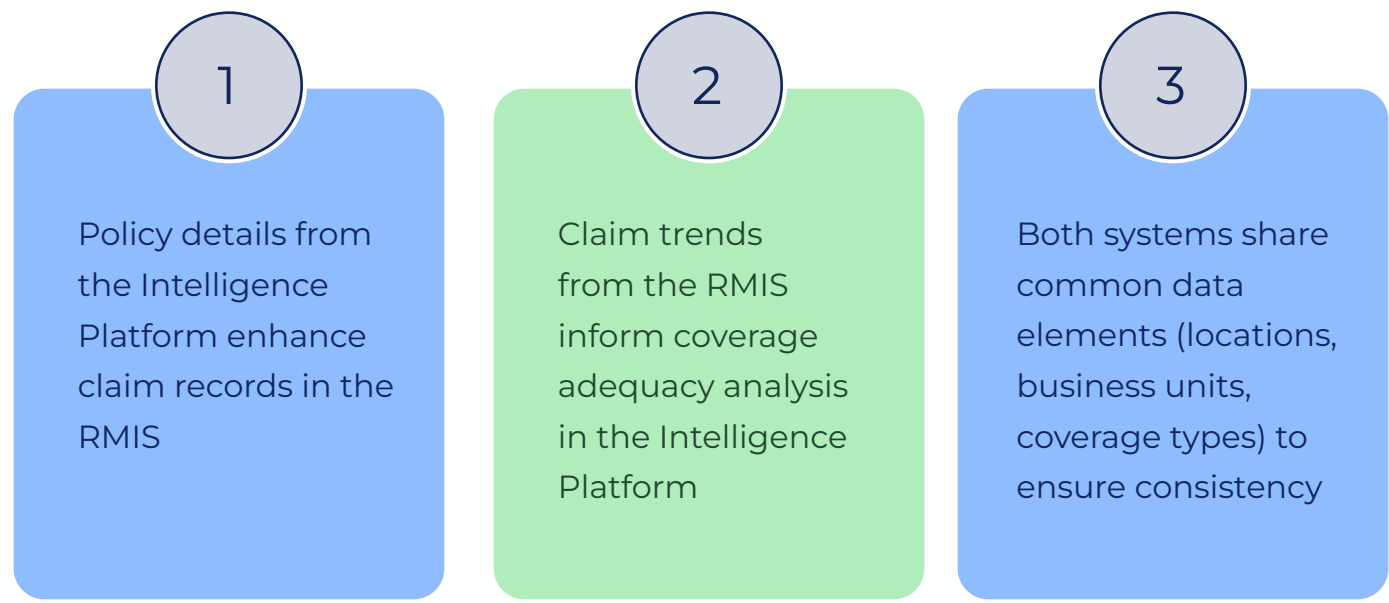 1
Policy details from
the Intelligence
Platform enhance
claim records in the
RMIS
2
Claim trends
from the RMIS
inform coverage
adequacy analysis
in the Intelligence
Platform
3
Both systems share
common data
elements (locations,
business units,
coverage types) to
ensure consistency